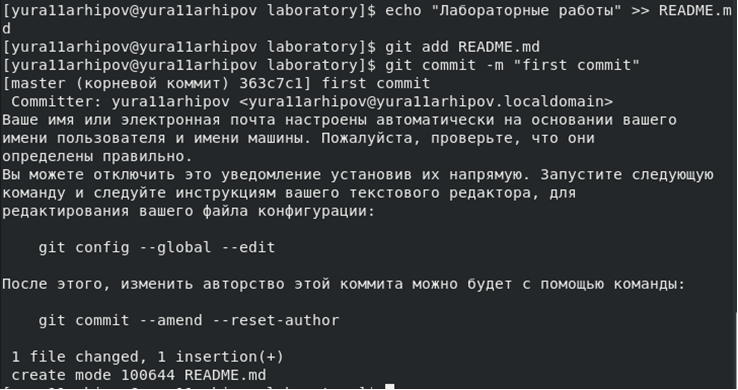 [yura11arhipov@yura11arhipov laboratory]$ echo "Лабораторные работы" >> README.m
d
[yura11arhipov@yura11arhipov laboratory]$ git add README.md
[yura11arhipov@yura11arhipov laboratory]$ git commit -m "first commit"
[master (корневой коммит) 363c7c1] first commit
 Committer: yura11arhipov <yura11arhipov@yura11arhipov.localdomain>
Ваше имя или электронная почта настроены автоматически на основании вашего
имени пользователя и имени машины. Пожалуйста, проверьте, что они
определены правильно.
Вы можете отключить это уведомление установив их напрямую. Запустите следующую
команду и следуйте инструкциям вашего текстового редактора, для
редактирования вашего файла конфигурации:

    git config --global --edit

После этого, изменить авторство этой коммита можно будет с помощью команды:

    git commit --amend --reset-author

 1 file changed, 1 insertion(+)
 create mode 100644 README.md